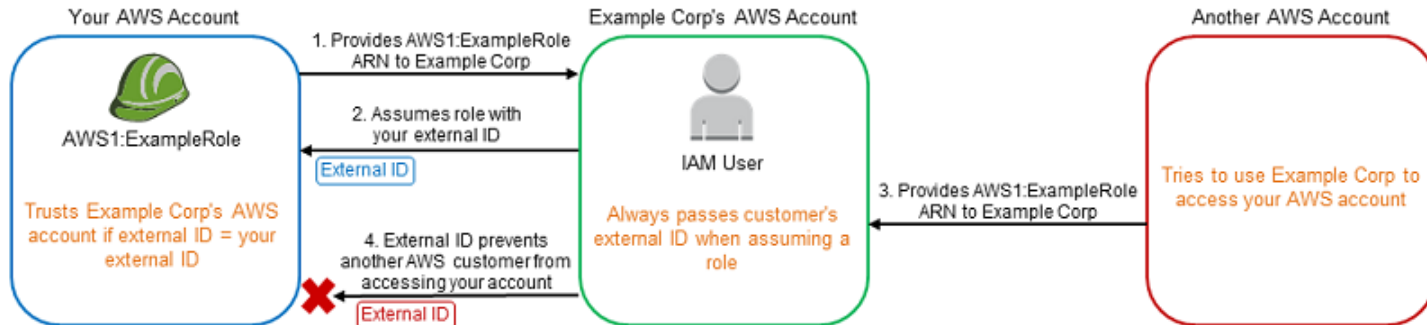 Your AWS Account
Example Corp's AWS Account
Another AWS Account
1. Provides AWS1:ExampleRole
ARN to Example Corp
AWS1:ExampleRole
2. Assumes role with
your external ID
External ID
IAM User
Trusts Example Corp's AWS
account if external ID = your
external ID
Always passes customer's
external ID when assuming a
role
3. Provides AWS1:ExampleRole
ARN to Example Corp
Tries to use Example Corp to
access your AWS account
4. External ID prevents
another AWS customer from
accessing your account
External ID